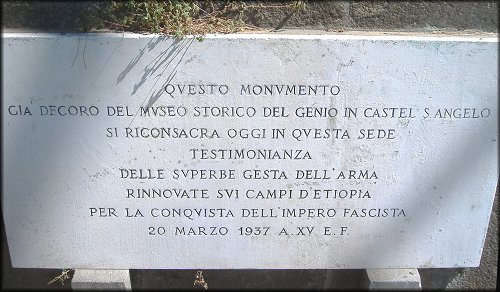 QVESTO MONVMENTO
GIA' DECORO DEL MVSEO STORICO DEL GENIO IN CASTEL' S.ANGELO
SI RICONSACRA OGGI IN QVESTA SEDE
TESTIMONIANZA
DELLE SVPERBE GESTA DELL'ARMA
RINNOVATE SVI CAMPI D'ETIOPIA
PER LA CONQVISTA DELL'IMPERO FASCISTA
20 MARZO 1937 A. XV E. F.